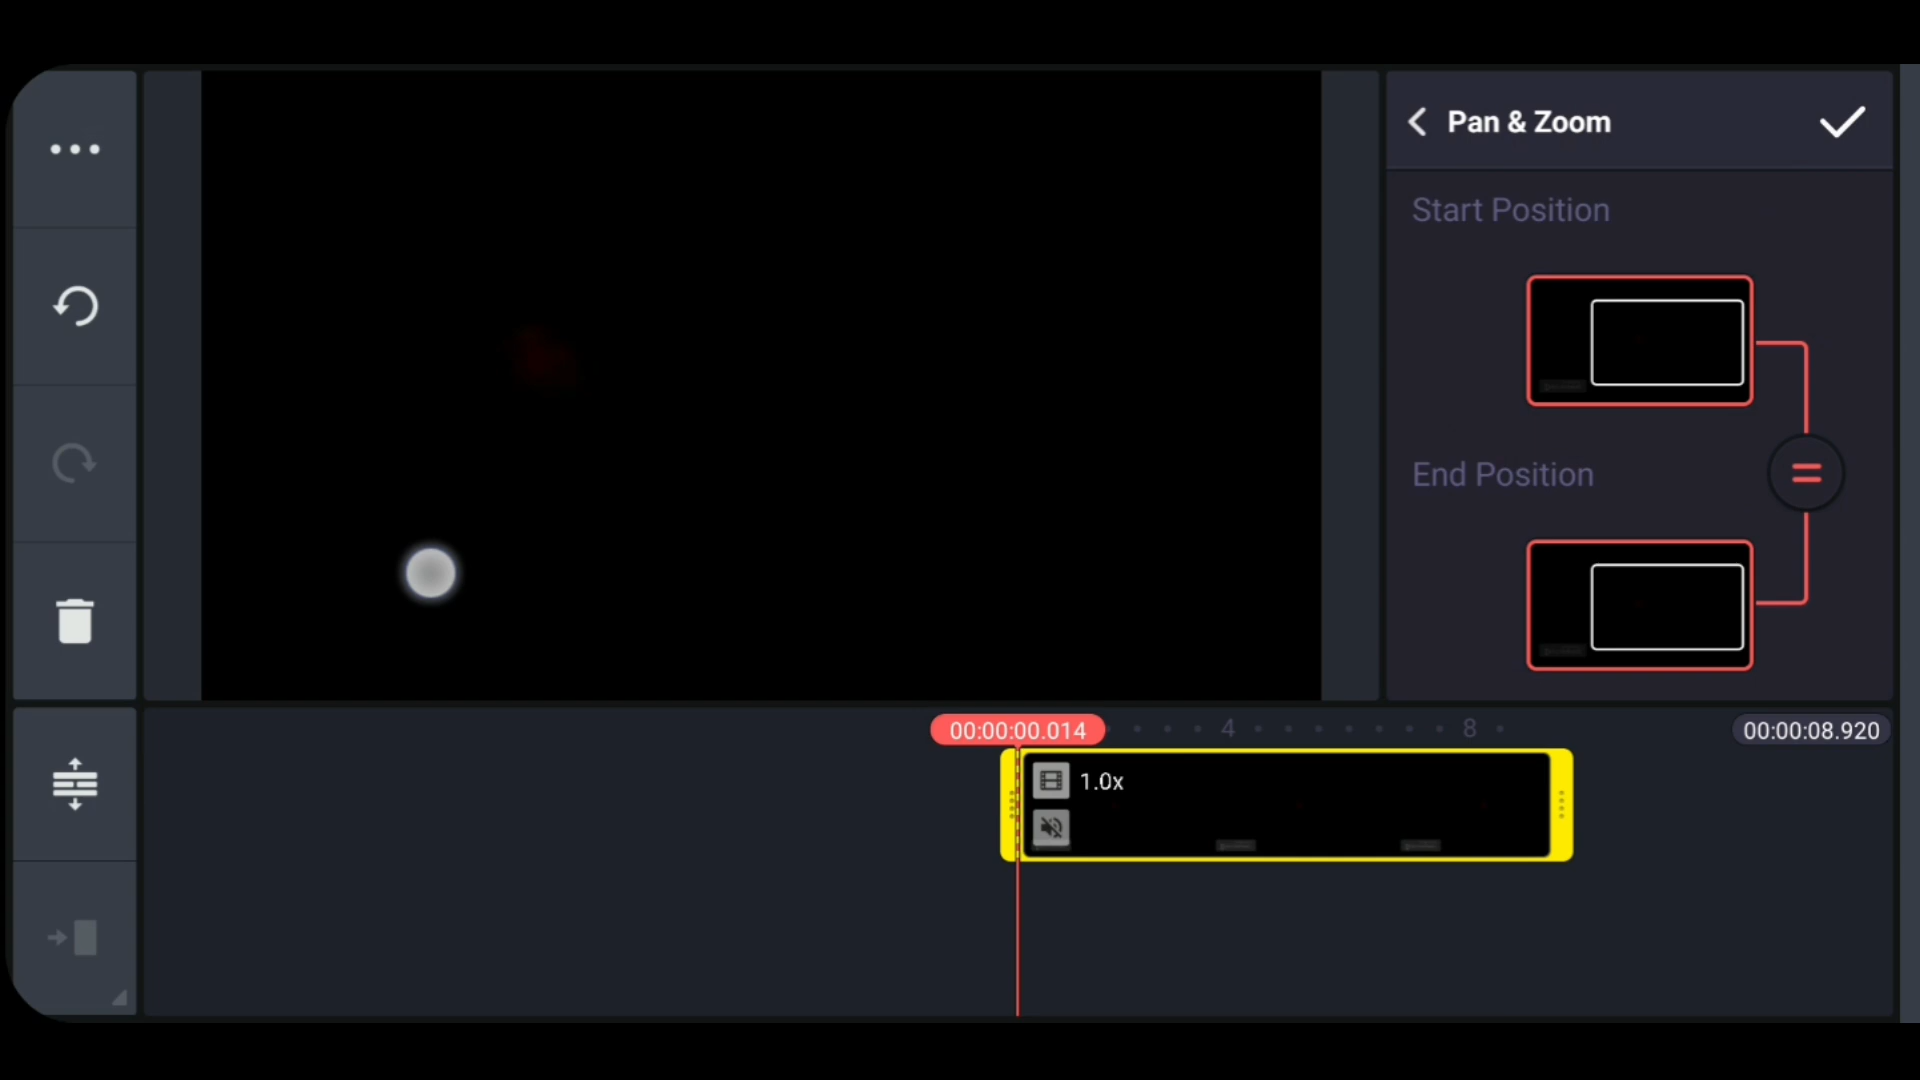 Pan & Zoom
Start Position
End Position
=
00:00:00.014
4
8
00:00:08.920
1.0x